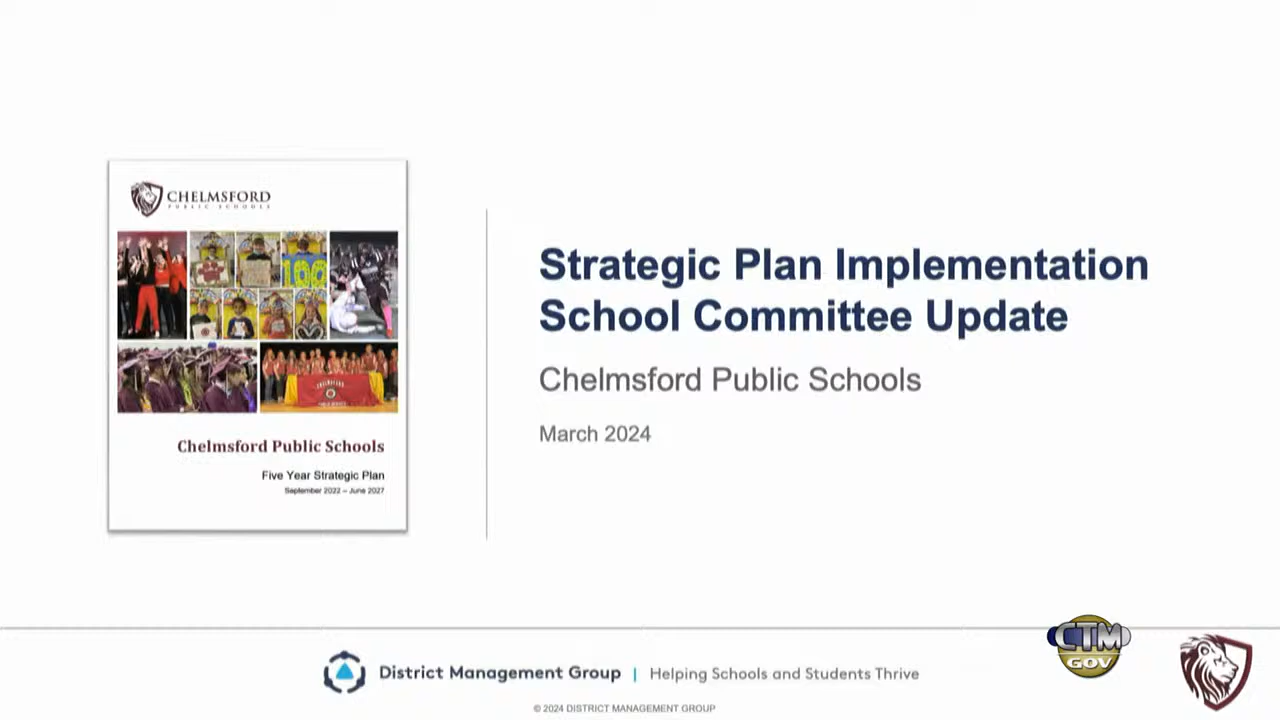 CHELMSFORD
PUBLIC SCHOOLS
100
Chelmsford Public Schools
Five Year Strategic Plan
September 2022 – June 2027
Strategic Plan Implementation
School Committee Update
Chelmsford Public Schools
March 2024
District Management Group | Helping Schools and Students Thrive
© 2024 DISTRICT MANAGEMENT GROUP
CTM
GOV